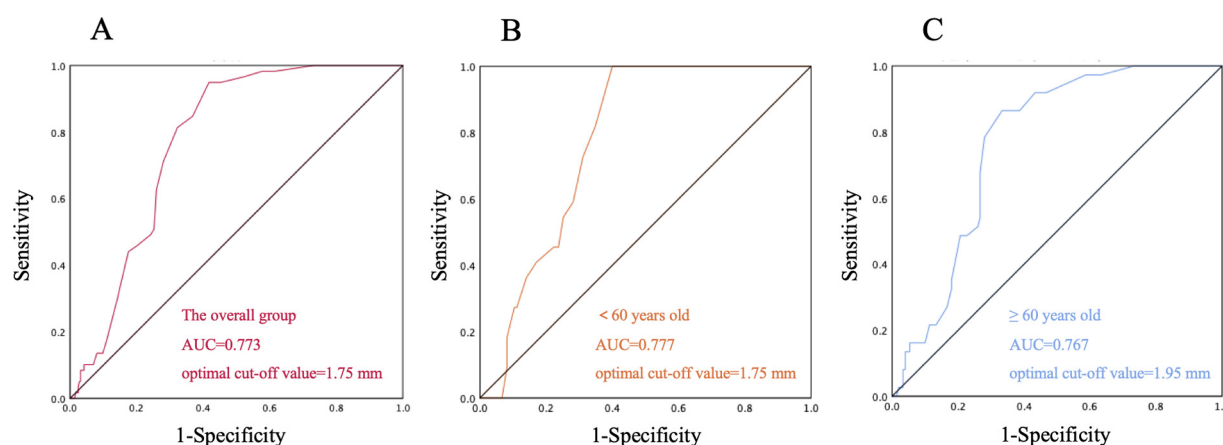 A
Sensitivity
1.0
0.8
0.6
0.4
0.2
0.0
The overall group
AUC=0.773
optimal cut-off value=1.75 mm
0.0 0.2 0.4 0.6 0.8 1.0
1-Specificity
B
Sensitivity
1.0
0.8
0.6
0.4
0.2
0.0
< 60 years old
AUC=0.777
optimal cut-off value=1.75 mm
0.0 0.2 0.4 0.6 0.8 1.0
1-Specificity
C
Sensitivity
1.0
0.8
0.6
0.4
0.2
0.0
≥ 60 years old
AUC=0.767
optimal cut-off value=1.95 mm
0.0 0.2 0.4 0.6 0.8 1.0
1-Specificity